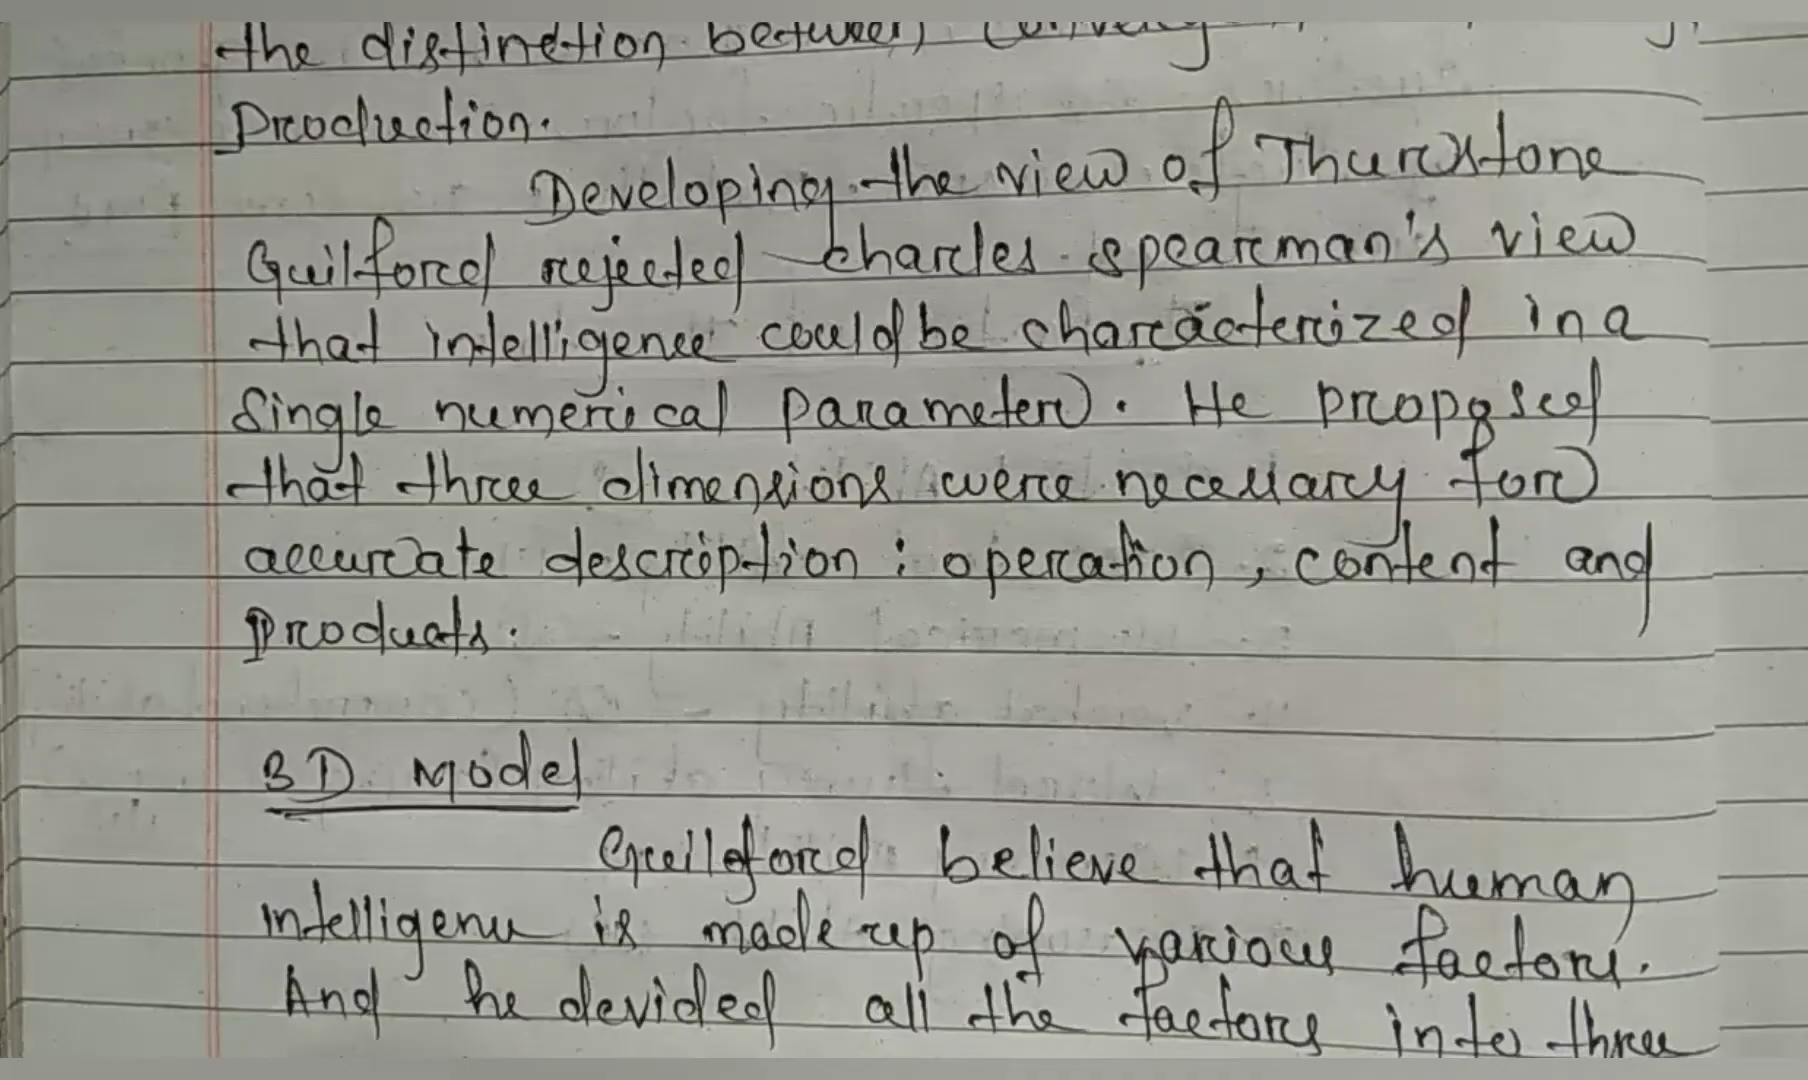 the distinction between
Production.
Developing the view of Thurstone
Guilford rejected charles spearman's view
that intelligence could be characterized in a
Single numerical parameter. He proposed
that three dimensions were necessary for
accurate description : operation, content and
Products.
3D Model
Guilford believe that human
intelligence is made up of various factors.
And he devided all the factors into three